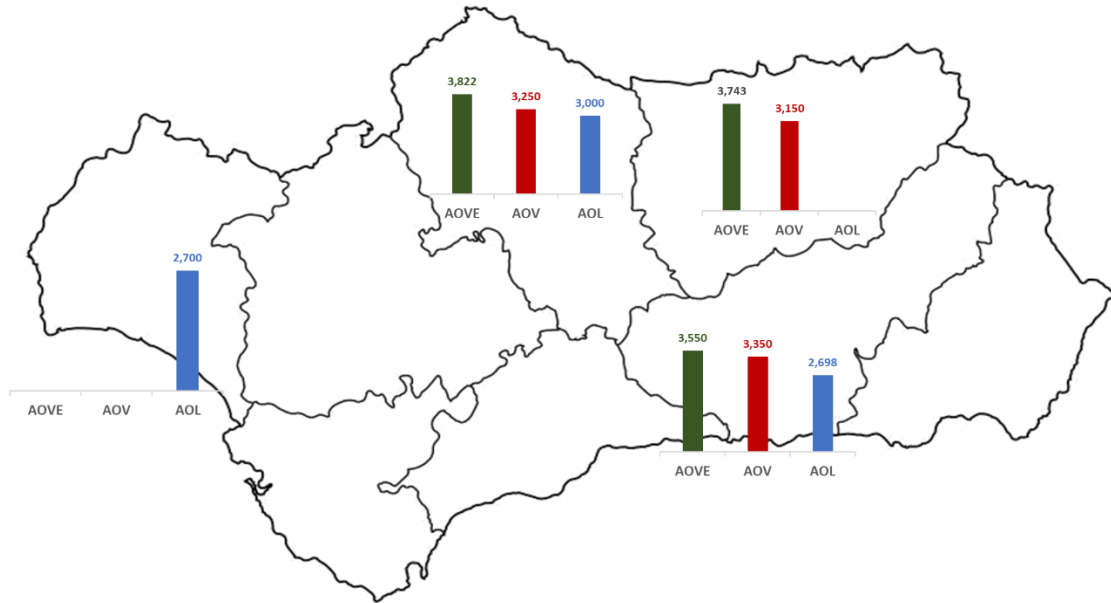 3,822
3,250
3,000
AOVE AOV AOL
3,743
3,150
AOVE AOV AOL
2,700
AOVE AOV AOL
3,550
3,350
2,698
AOVE AOV AOL